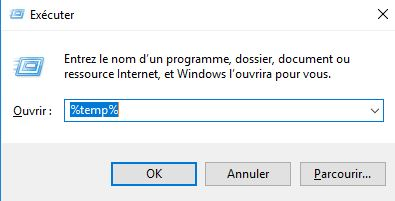 Exécuter
Entrez le nom d'un programme, dossier, document ou
ressource Internet, et Windows l'ouvrira pour vous.
Ouvrir : %temp%
OK Annuler Parcourir...